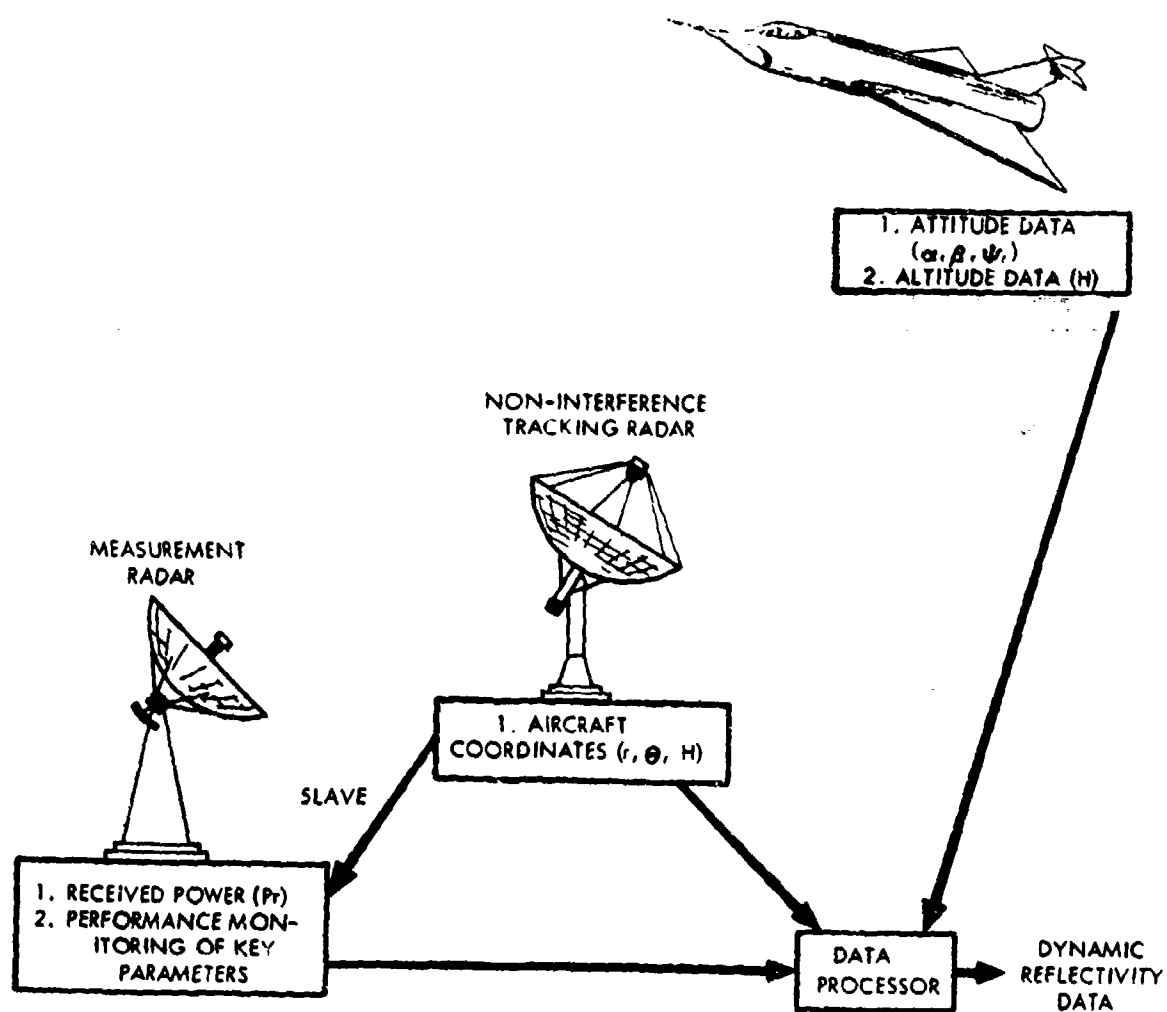 1. ATTITUDE DATA
(α, β, ψ,)
2. ALTITUDE DATA (H)
NON-INTERFERENCE
TRACKING RADAR
MEASUREMENT
RADAR
1. AIRCRAFT
COORDINATES (r, θ, H)
SLAVE
1. RECEIVED POWER (Pr)
2. PERFORMANCE MON-
ITORING OF KEY
PARAMETERS
DATA
PROCESSOR
DYNAMIC
REFLECTIVITY
DATA